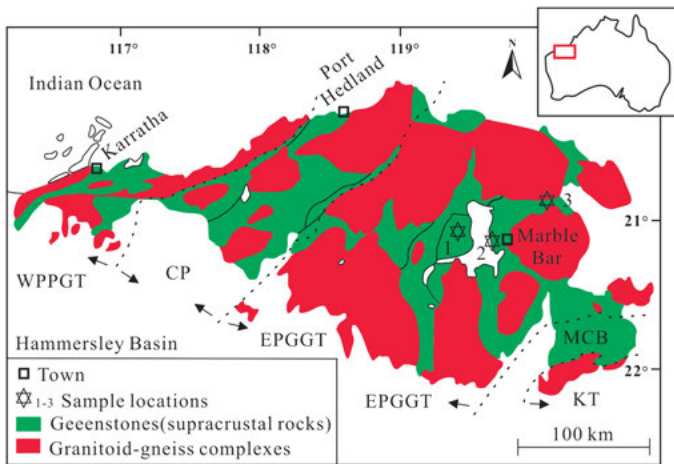 117°
118°
119°
Indian Ocean
Port
Hedland
N
Karratha
3
21°
1
2
Marble
Bar
WPPGT
CP
EPGGT
Hammersley Basin
MCB
Town
1-3 Sample locations
Geeenstones(supracrustal rocks)
Granitoid-gneiss complexes
EPGGT
KT
22°
100 km